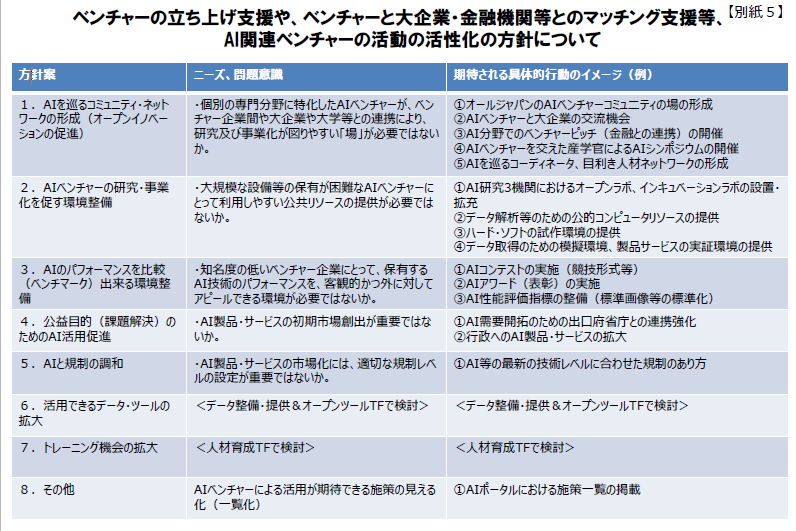 【別紙５】
ベンチャーの立ち上げ支援や、ベンチャーと大企業・金融機関等とのマッチング支援等、
AI関連ベンチャーの活動の活性化の方針について
方針案
ニーズ、問題意識
期待される具体的行動のイメージ（例）
１．AIを巡るコミュニティ・ネット
ワークの形成（オープンイノベー
ションの促進）
・個別の専門分野に特化したAIベンチャーが、ベン
チャー企業間や大企業や大学等との連携により、
研究及び事業化が図りやすい「場」が必要ではない
か。
①オールジャパンのAIベンチャーコミュニティの場の形成
②AIベンチャーと大企業の交流機会
③AI分野でのベンチャーピッチ（金融との連携）の開催
④AIベンチャーを交えた産学官によるAIシンポジウムの開催
⑤AIを巡るコーディネータ、目利き人材ネットワークの形成
２．AIベンチャーの研究・事業
化を促す環境整備
・大規模な設備等の保有が困難なAIベンチャーに
とって利用しやすい公共リソースの提供が必要では
ないか。
①AI研究3機関におけるオープンラボ、インキュベーションラボの設置・
拡充
②データ解析等のための公的コンピュータリソースの提供
③ハード・ソフトの試作環境の提供
④データ取得のための模擬環境、製品サービスの実証環境の提供
３．AIのパフォーマンスを比較
（ベンチマーク）出来る環境整
備
・知名度の低いベンチャー企業にとって、保有する
AI技術のパフォーマンスを、客観的かつ外に対して
アピールできる環境が必要ではないか。
①AIコンテストの実施（競技形式等）
②AIアワード（表彰）の実施
③AI性能評価指標の整備（標準画像等の標準化）
４．公益目的（課題解決）の
ためのAI活用促進
・AI製品・サービスの初期市場創出が重要ではな
いか。
①AI需要開拓のための出口府省庁との連携強化
②行政へのAI製品・サービスの拡大
５．AIと規制の調和
・AI製品・サービスの市場化には、適切な規制レベ
ルの設定が重要ではないか。
①AI等の最新の技術レベルに合わせた規制のあり方
６．活用できるデータ・ツールの
拡大
＜データ整備・提供＆オープンツールTFで検討＞
＜データ整備・提供＆オープンツールTFで検討＞
７．トレーニング機会の拡大
＜人材育成TFで検討＞
＜人材育成TFで検討＞
８．その他
AIベンチャーによる活用が期待できる施策の見える
化（一覧化）
①AIポータルにおける施策一覧の掲載